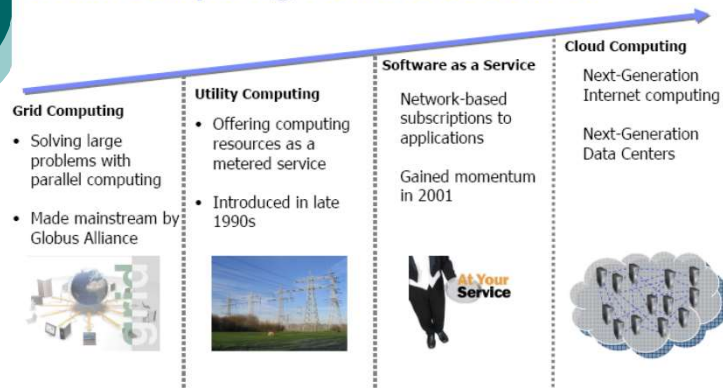 Grid Computing
• Solving large
problems with
parallel computing
• Made mainstream by
Globus Alliance
grid
Utility Computing
• Offering computing
resources as a
metered service
• Introduced in late
1990s
Software as a Service
Network-based
subscriptions to
applications
Gained momentum
in 2001
At Your
Service
Cloud Computing
Next-Generation
Internet computing
Next-Generation
Data Centers